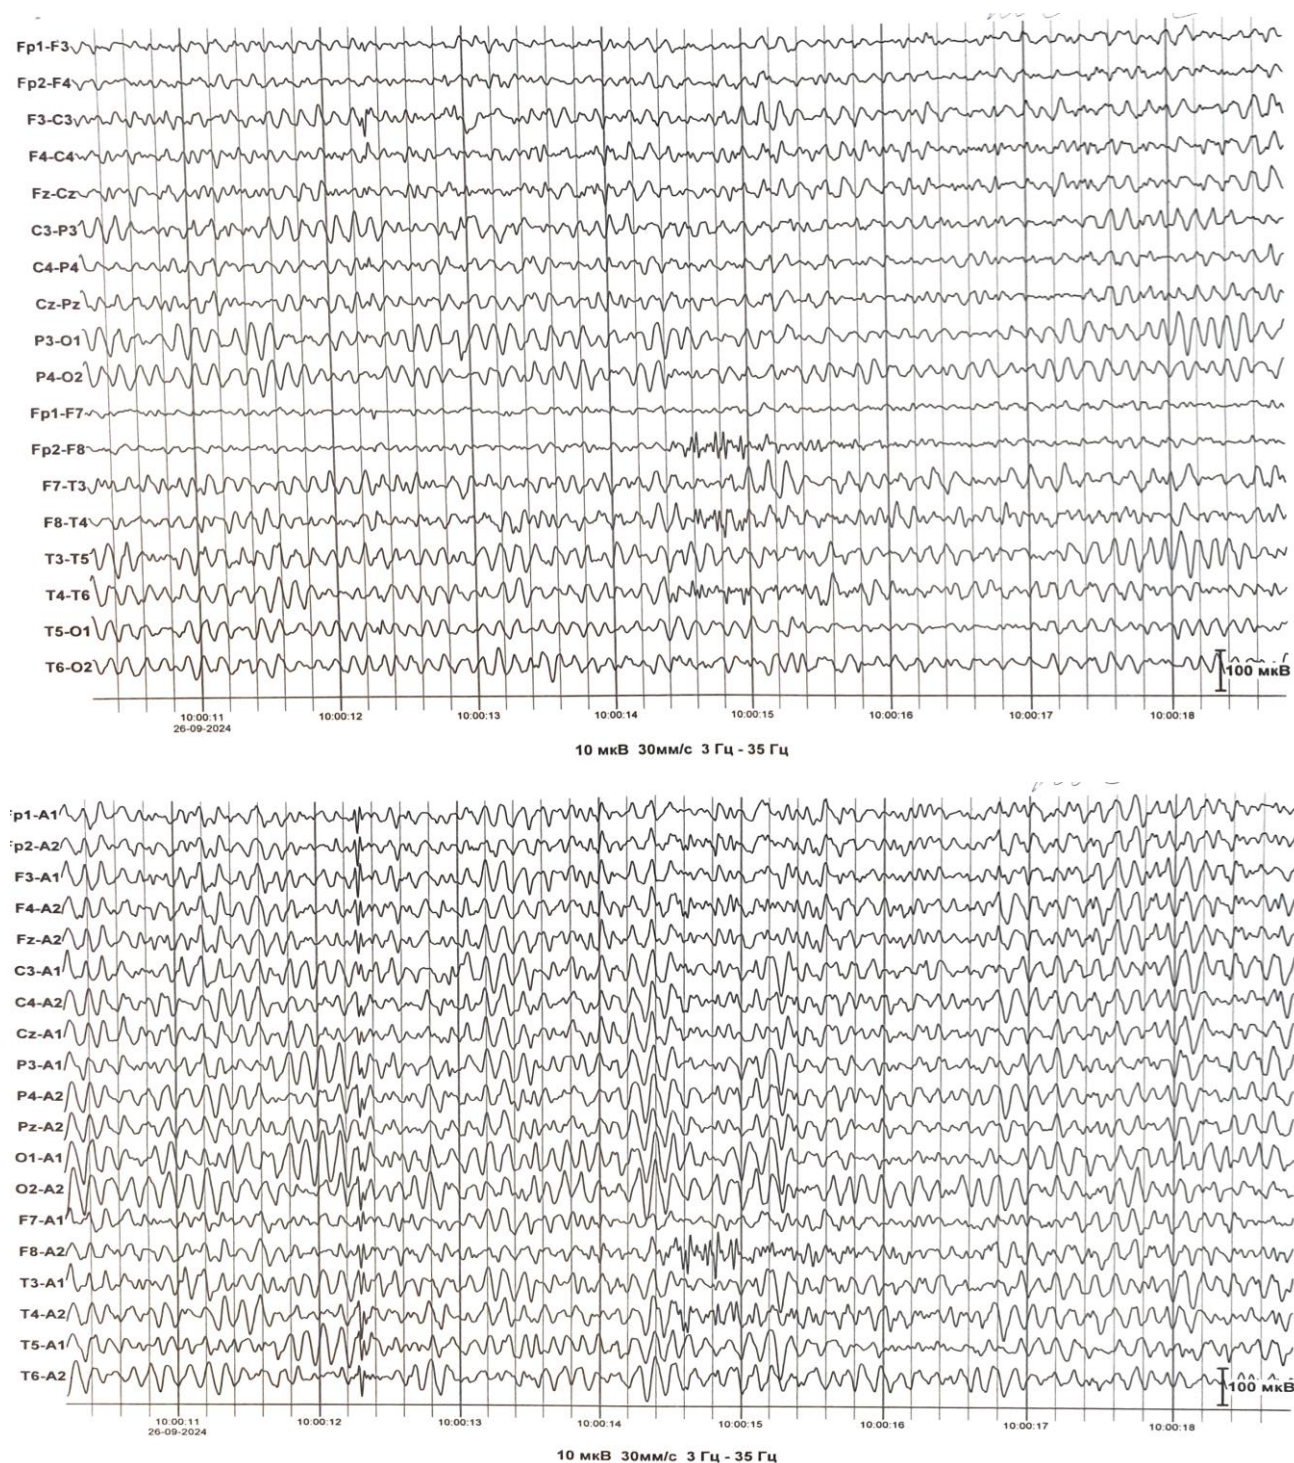 Fp1-F3
Fp2-F4
F3-C3
F4-C4
Fz-Cz
C3-P3
C4-P4
Cz-Pz
P3-O1
P4-O2
Fp1-F7
Fp2-F8
F7-T3
F8-T4
T3-T5
T4-T6
T5-O1
T6-O2
100 мкВ
10:00:11 10:00:12 10:00:13 10:00:14 10:00:15 10:00:16 10:00:17 10:00:18
26-09-2024
10 мкВ 30мм/с 3 Гц - 35 Гц
Fp1-A1
Fp2-A2
F3-A1
F4-A2
Fz-A2
C3-A1
C4-A2
Cz-A1
P3-A1
P4-A2
Pz-A2
O1-A1
O2-A2
F7-A1
F8-A2
T3-A1
T4-A2
T5-A1
T6-A2
100 мкВ
10:00:11 10:00:12 10:00:13 10:00:14 10:00:15 10:00:16 10:00:17 10:00:18
26-09-2024
10 мкВ 30мм/с 3 Гц - 35 Гц